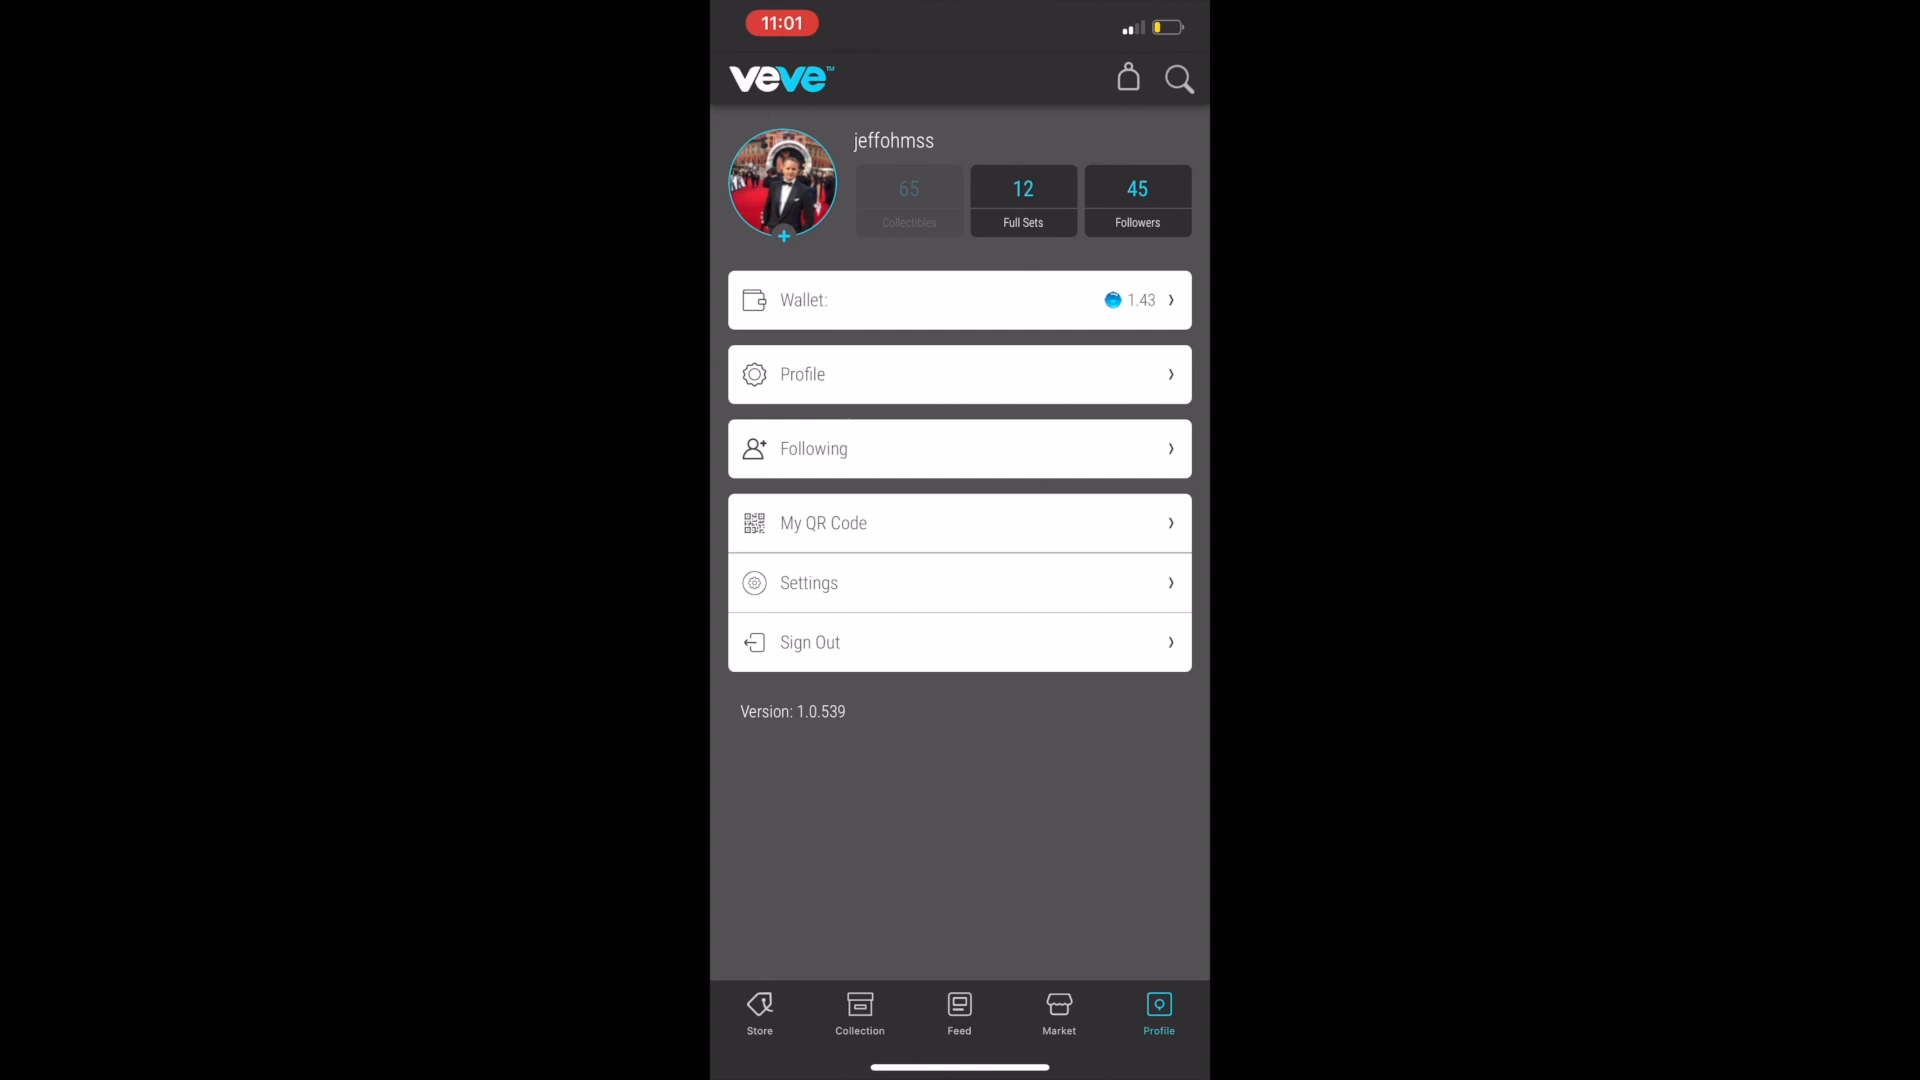 11:01
veve™
jeffohmss
65
12
45
Collectibles
Full Sets
Followers
Wallet:
1.43
Profile
Following
My QR Code
Settings
Sign Out
Version: 1.0.539
Store
Collection
Feed
Market
Profile